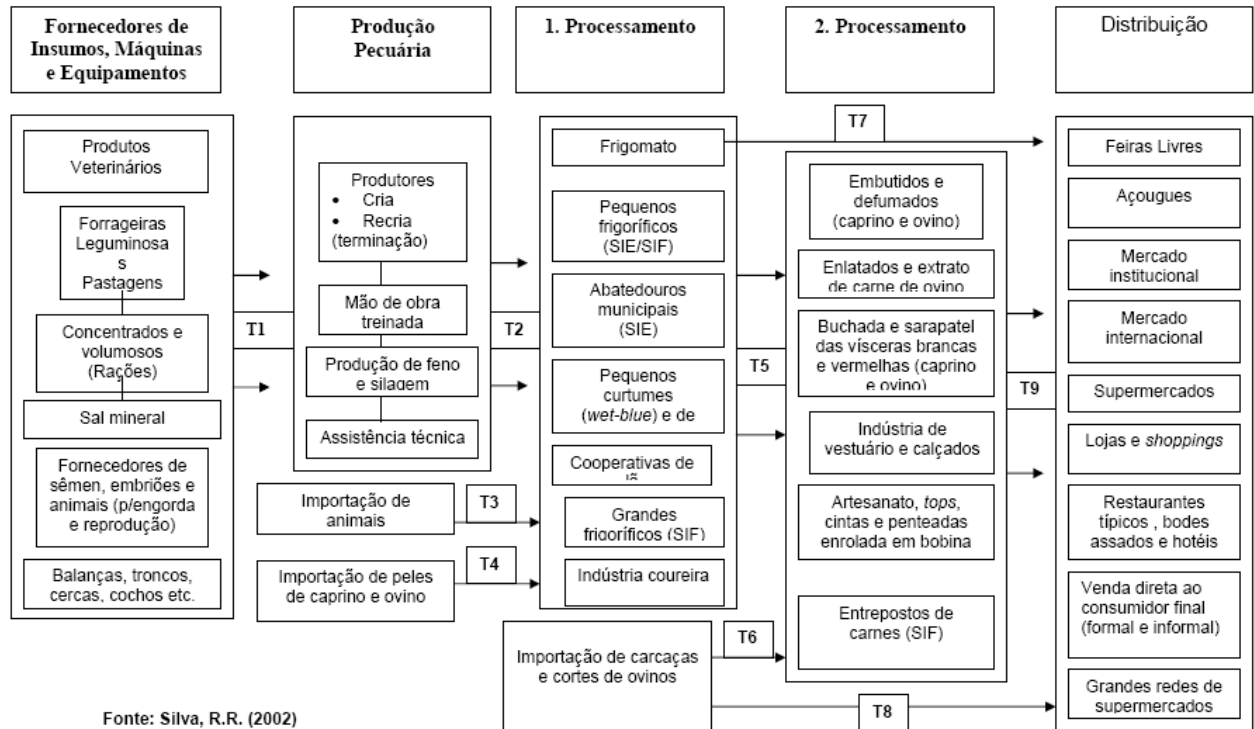 Fornecedores de
Insumos, Máquinas
e Equipamentos
Produção
Pecuária
1. Processamento
2. Processamento
Distribuição
Produtos
Veterinários
Forrageiras
Leguminosa
s
Pastagens
Concentrados e
volumosos
(Rações)
Sal mineral
Fornecedores de
sêmen, embriões e
animais (p/engorda
e reprodução)
Balanças, troncos,
cercas, cochos etc.
T1
Produtores
• Cria
• Recria
(terminação)
Mão de obra
treinada
Produção de feno
e silagem
Assistência técnica
Importação de
animais
Importação de peles
de caprino e ovino
T2
T3
T4
Frigomato
Pequenos
frigoríficos
(SIE/SIF)
Abatedouros
municipais
(SIE)
Pequenos
curtumes
(wet-blue) e de
Cooperativas de
Grandes
frigoríficos (SIF)
Indústria coureira
Importação de carcaças
e cortes de ovinos
T5
T6
T7
T8
Embutidos e
defumados
(caprino e ovino)
Enlatados e extrato
de carne de ovino
Buchada e sarapatel
das vísceras brancas
e vermelhas (caprino
e ovino)
Indústria de
vestuário e calçados
Artesanato, tops,
cintas e penteadas
enrolada em bobina
Entrepostos de
carnes (SIF)
T9
Feiras Livres
Açougues
Mercado
institucional
Mercado
internacional
Supermercados
Lojas e shoppings
Restaurantes
típicos , bodes
assados e hotéis
Venda direta ao
consumidor final
(formal e informal)
Grandes redes de
supermercados
Fonte: Silva, R.R. (2002)